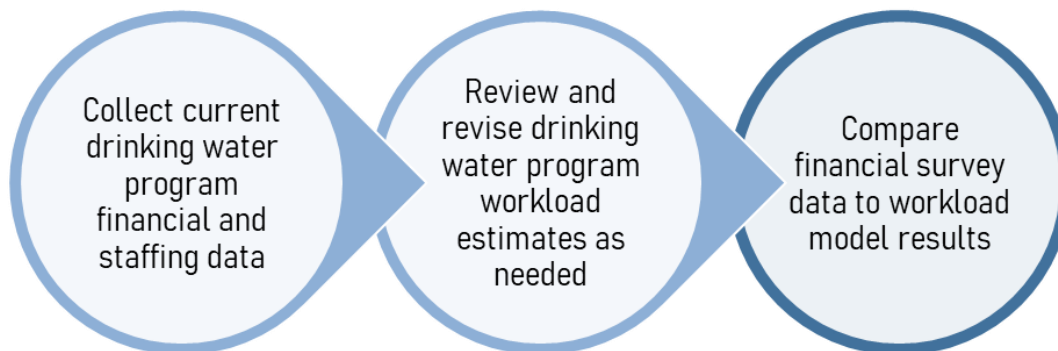 Collect current
drinking water
program
financial and
staffing data
Review and
revise drinking
water program
workload
estimates as
needed
Compare
financial survey
data to workload
model results